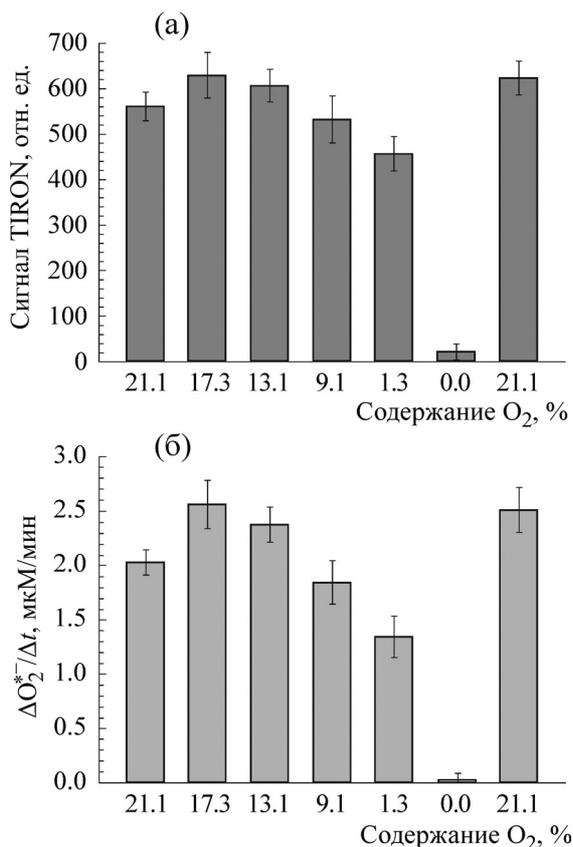 (а)
Сигнал TIRON, отн. ед.
700
600
500
400
300
200
100
0
21.1 17.3 13.1 9.1 1.3 0.0 21.1
Содержание O₂, %
(б)
ΔO₂*⁻/Δt, мкМ/мин
3.0
2.5
2.0
1.5
1.0
0.5
0.0
21.1 17.3 13.1 9.1 1.3 0.0 21.1
Содержание O₂, %